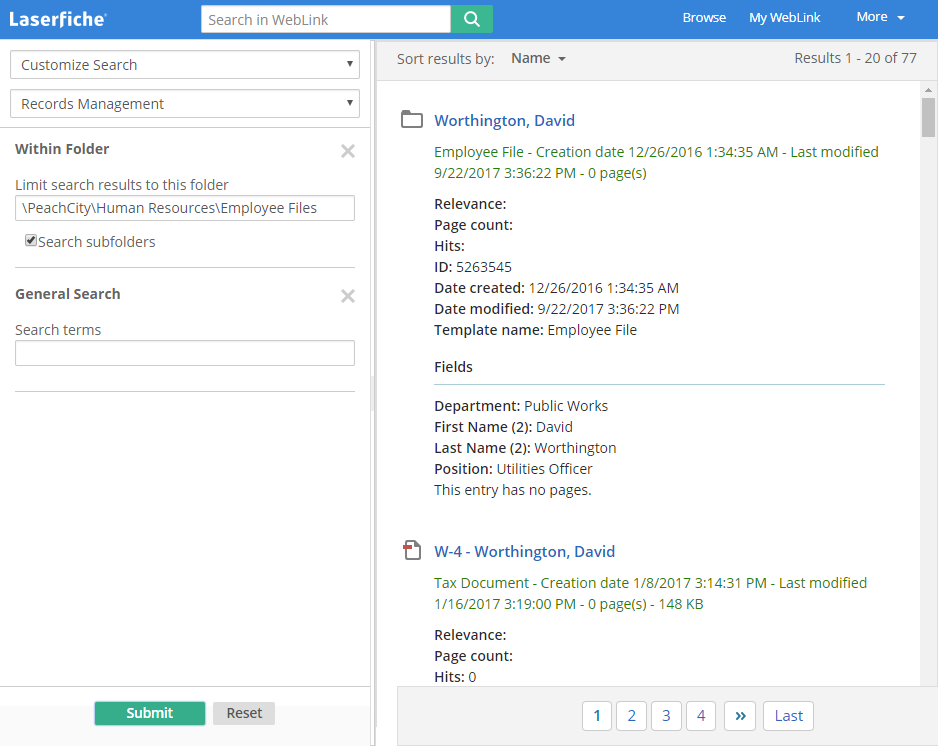 Laserfiche®
Search in WebLink
Browse
My WebLink
More
Customize Search
Records Management
Within Folder
Limit search results to this folder
\PeachCity\Human Resources\Employee Files
Search subfolders
General Search
Search terms
Submit
Reset
Sort results by: Name
Results 1 - 20 of 77
Worthington, David
Employee File - Creation date 12/26/2016 1:34:35 AM - Last modified
9/22/2017 3:36:22 PM - 0 page(s)
Relevance:
Page count:
Hits:
ID: 5263545
Date created: 12/26/2016 1:34:35 AM
Date modified: 9/22/2017 3:36:22 PM
Template name: Employee File
Fields
Department: Public Works
First Name (2): David
Last Name (2): Worthington
Position: Utilities Officer
This entry has no pages.
W-4 - Worthington, David
Tax Document - Creation date 1/8/2017 3:14:31 PM - Last modified
1/16/2017 3:19:00 PM - 0 page(s) - 148 KB
Relevance:
Page count:
Hits: 0
1 2 3 4 » Last